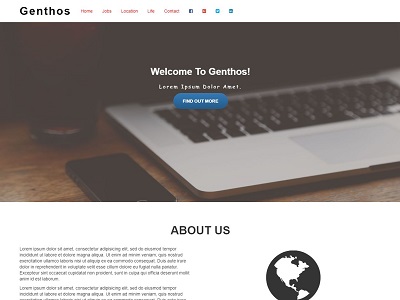 Genthos Home Jobs Location Life Contact
Welcome To Genthos!
Lorem Ipsum Dolor Amet.
FIND OUT MORE
ABOUT US
Lorem ipsum dolor sit amet, consectetur adipisicing elit, sed do eiusmod tempor
incididunt ut labore et dolore magna aliqua. Ut enim ad minim veniam, quis nostrud
exercitation ullamco laboris nisi ut aliquip ex ea commodo consequat. Duis aute
irure dolor in reprehenderit in voluptate velit esse cillum dolore eu fugiat nulla
pariatur. Excepteur sint occaecat cupidatat non proident, sunt in culpa qui officia
deserunt mollit anim id est laborum.
Lorem ipsum dolor sit amet, consectetur adipisicing elit, sed do eiusmod tempor
incididunt ut labore et dolore magna aliqua. Ut enim ad minim veniam, quis nostrud